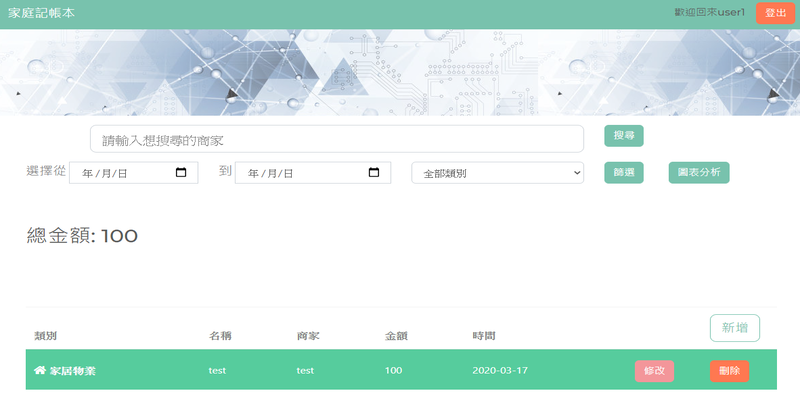 家庭記帳本 歡迎回來user1 登出
請輸入想搜尋的商家 搜尋
選擇從 年/月/日 到 年/月/日 全部類別 篩選 圖表分析
總金額: 100
新增
類別 名稱 商家 金額 時間
家居物業 test test 100 2020-03-17 修改 刪除